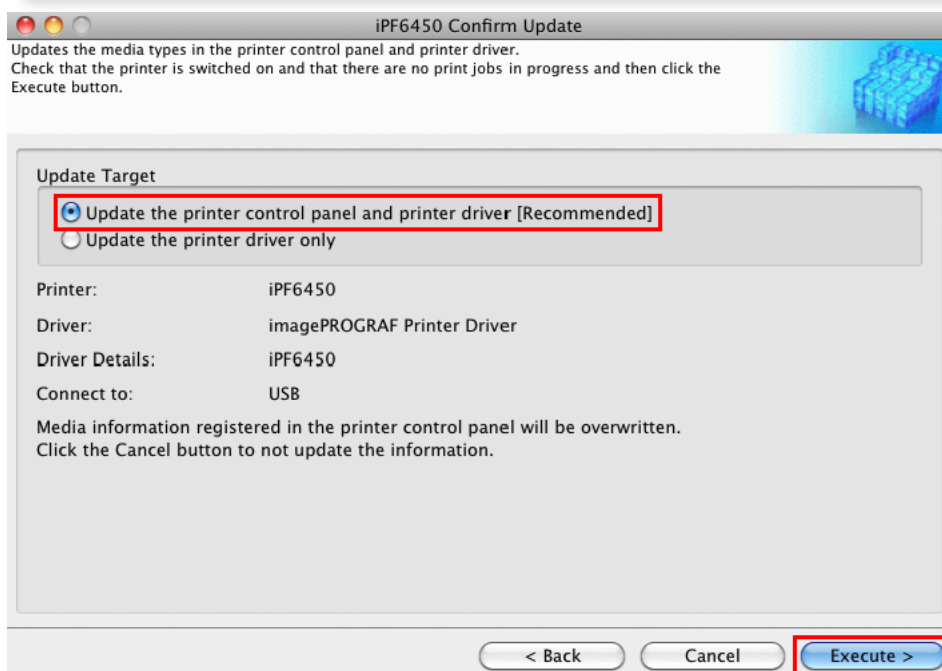 iPF6450 Confirm Update
Updates the media types in the printer control panel and printer driver.
Check that the printer is switched on and that there are no print jobs in progress and then click the
Execute button.
Update Target
Update the printer control panel and printer driver [Recommended]
Update the printer driver only
Printer: iPF6450
Driver: imagePROGRAF Printer Driver
Driver Details: iPF6450
Connect to: USB
Media information registered in the printer control panel will be overwritten.
Click the Cancel button to not update the information.
< Back Cancel Execute >